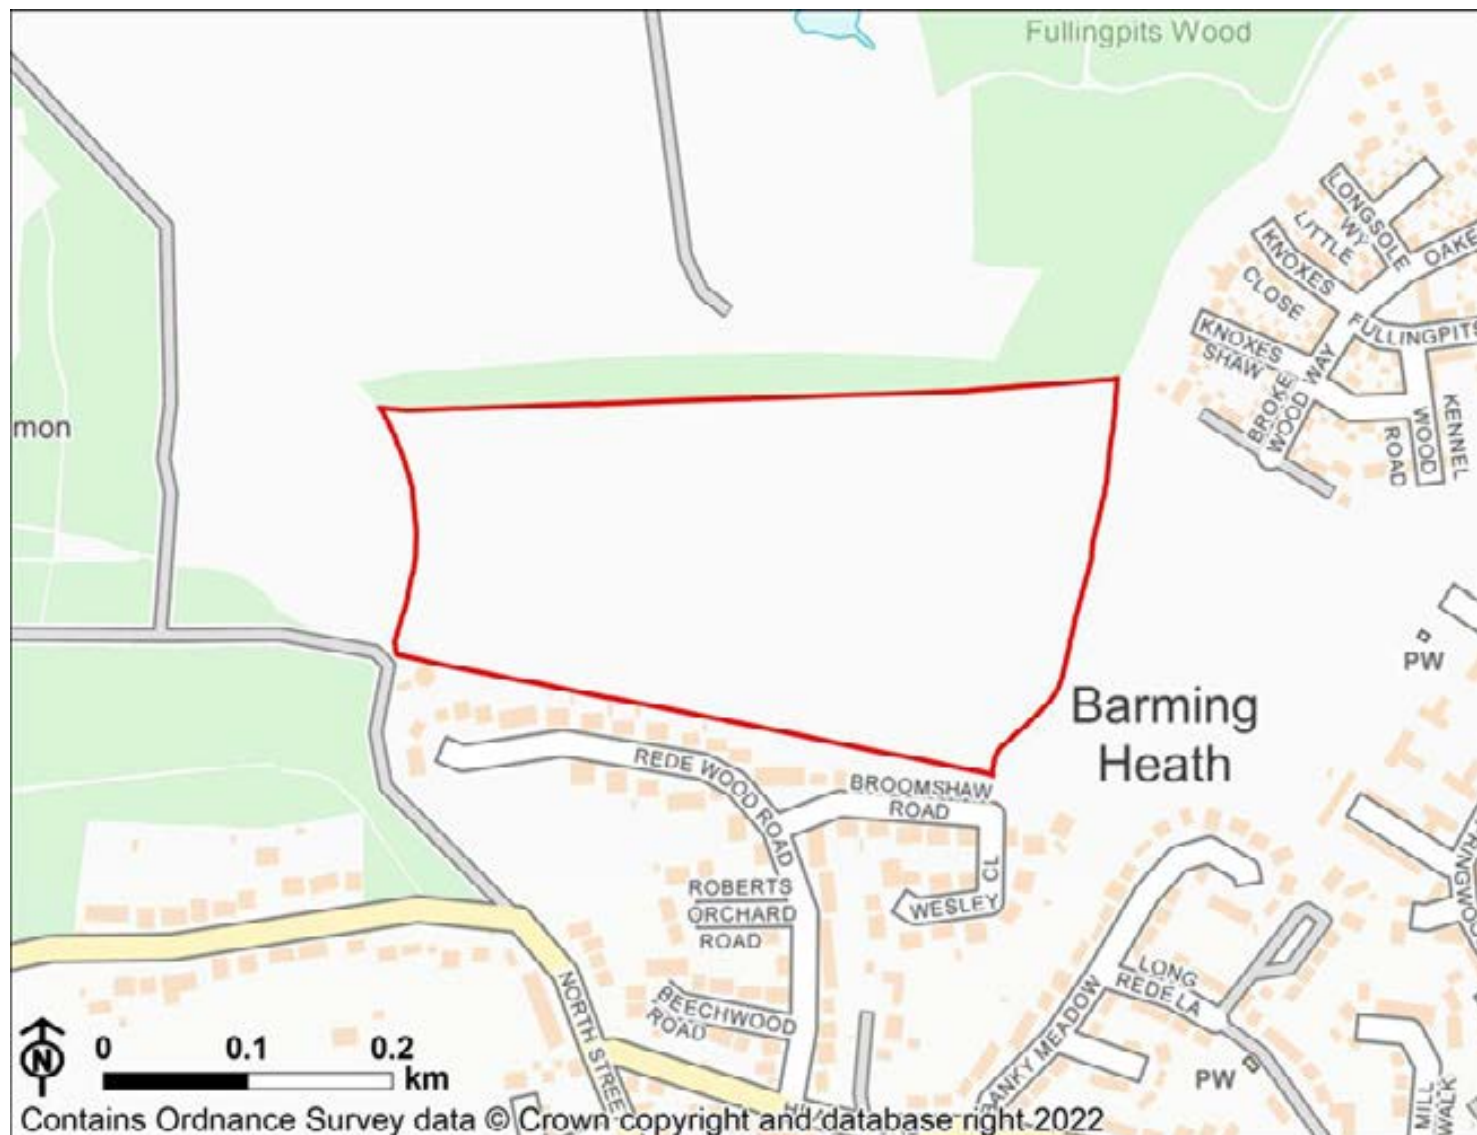 Fullingpits Wood
LONGSOLE
WY
LITTLE
KNOXES
CLOSE
OAKE
FULLINGPITS
KNOXES
SHAW
BROKE
WOOD WAY
KENNEL
WOOD
ROAD
mon
PW
Barming
Heath
REDE WOOD ROAD
BROOMSHAW
ROAD
WESLEY CL
ROBERTS
ORCHARD
ROAD
BEECHWOOD
ROAD
NORTH STREE
LONG
REDE LA
BANKY MEADOW
RINGWOO
PW
MILL
WALK
N
0 0.1 0.2
km
Contains Ordnance Survey data © Crown copyright and database right 2022